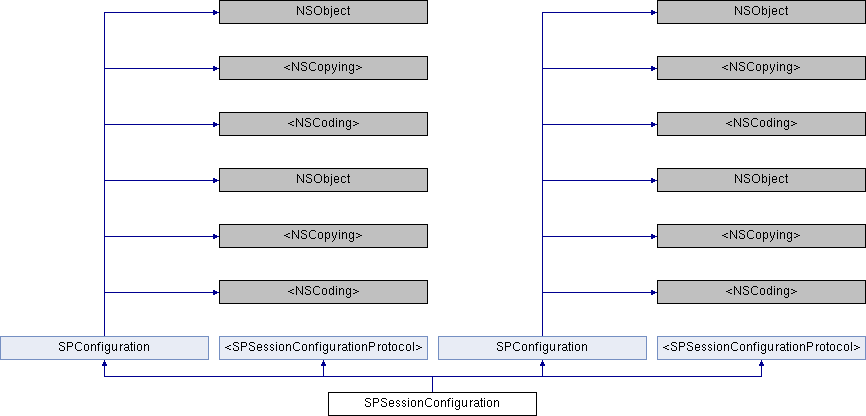 NSObject NSObject
<NSCopying> <NSCopying>
<NSCoding> <NSCoding>
NSObject NSObject
<NSCopying> <NSCopying>
<NSCoding> <NSCoding>
SPConfiguration <SPSessionConfigurationProtocol> SPConfiguration <SPSessionConfigurationProtocol>
SPSessionConfiguration